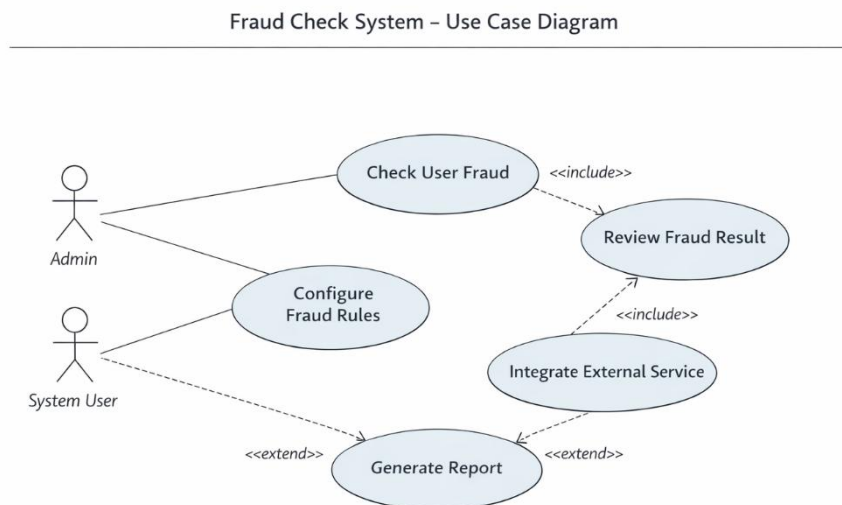 Fraud Check System – Use Case Diagram
Check User Fraud
<<include>>
Review Fraud Result
Admin
Configure
Fraud Rules
<<include>>
Integrate External Service
System User
<<extend>>
Generate Report
<<extend>>